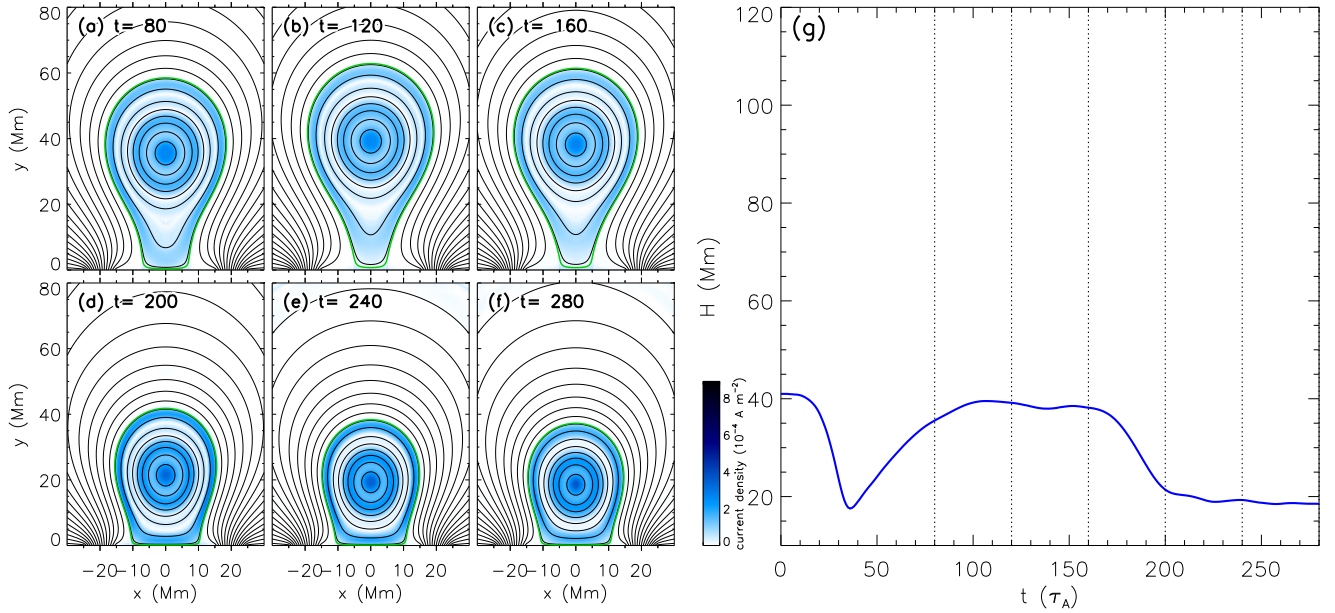 (a) t= 80
(b) t= 120
(c) t= 160
80
60
40
20
0
y (Mm)
(d) t= 200
(e) t= 240
(f) t= 280
80
60
40
20
0
y (Mm)
−20−10 0 10 20
−20−10 0 10 20
−20−10 0 10 20
x (Mm)
x (Mm)
x (Mm)
8
6
4
2
0
current density (10⁻⁴ A m⁻²)
(g)
120
100
80
60
40
20
H (Mm)
0 50 100 150 200 250
t (τ_A)